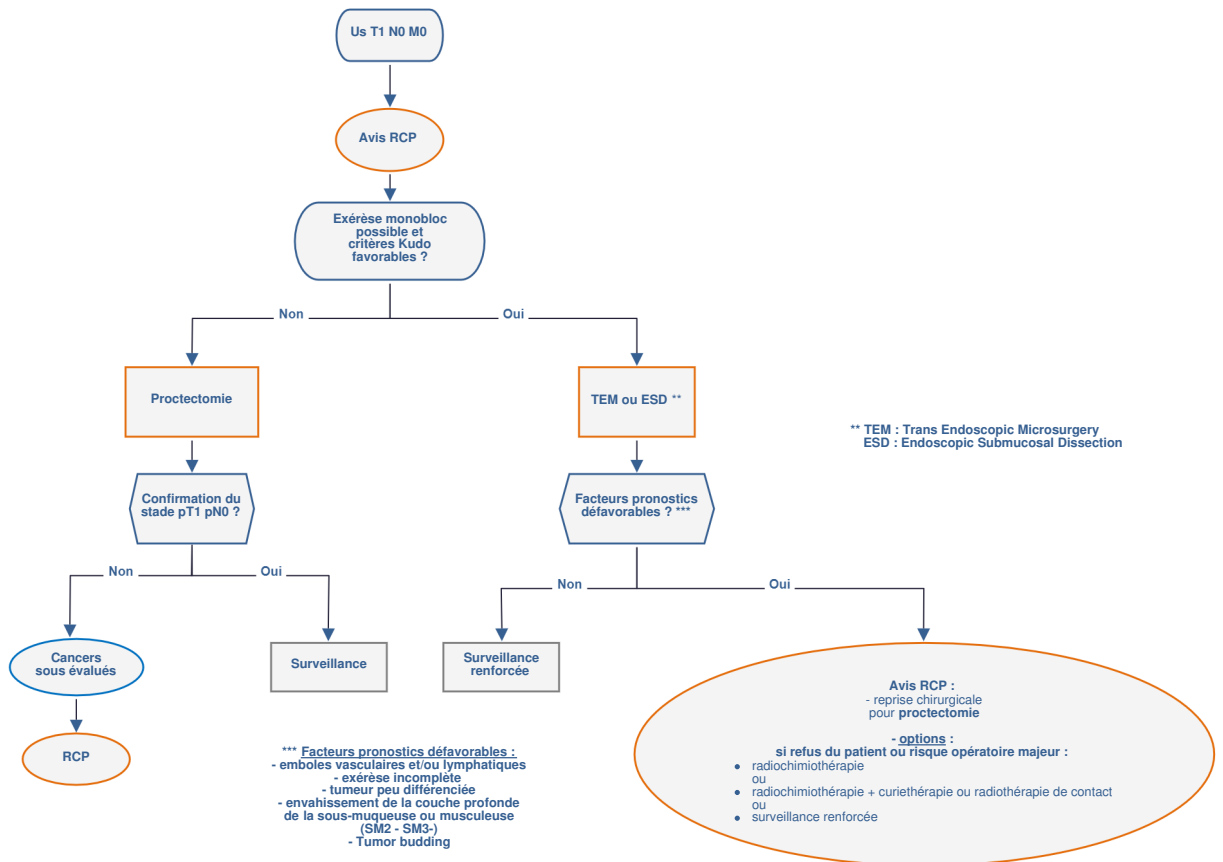 Us T1 N0 M0
Avis RCP
Exérèse monobloc
possible et
critères Kudo
favorables ?
Non
Oui
Proctectomie
TEM ou ESD **
** TEM : Trans Endoscopic Microsurgery
ESD : Endoscopic Submucosal Dissection
Confirmation du
stade pT1 pN0 ?
Facteurs pronostics
défavorables ? ***
Non
Oui
Non
Oui
Cancers
sous évalués
Surveillance
Surveillance
renforcée
RCP
Avis RCP :
- reprise chirurgicale
pour proctectomie
- options :
si refus du patient ou risque opératoire majeur :
• radiochimiothérapie
ou
• radiochimiothérapie + curiethérapie ou radiothérapie de contact
ou
• surveillance renforcée
*** Facteurs pronostics défavorables :
- emboles vasculaires et/ou lymphatiques
- exérèse incomplète
- tumeur peu différenciée
- envahissement de la couche profonde
de la sous-muqueuse ou musculeuse
(SM2 - SM3-)
- Tumor budding